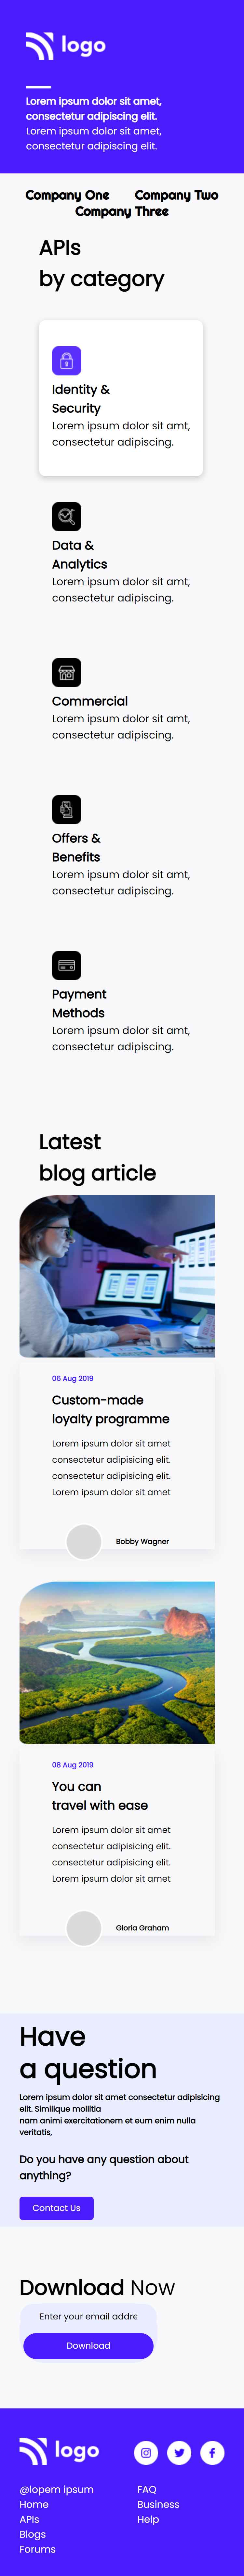 logo
Lorem ipsum dolor sit amet,
consectetur adipiscing elit.
Lorem ipsum dolor sit amet,
consectetur adipiscing elit.
Company One Company Two
Company Three
APIs
by category
Identity &
Security
Lorem ipsum dolor sit amt,
consectetur adipiscing.
Data &
Analytics
Lorem ipsum dolor sit amt,
consectetur adipiscing.
Commercial
Lorem ipsum dolor sit amt,
consectetur adipiscing.
Offers &
Benefits
Lorem ipsum dolor sit amt,
consectetur adipiscing.
Payment
Methods
Lorem ipsum dolor sit amt,
consectetur adipiscing.
Latest
blog article
06 Aug 2019
Custom-made
loyalty programme
Lorem ipsum dolor sit amet
consectetur adipisicing elit.
consectetur adipisicing elit.
Lorem ipsum dolor sit amet
Bobby Wagner
08 Aug 2019
You can
travel with ease
Lorem ipsum dolor sit amet
consectetur adipisicing elit.
consectetur adipisicing elit.
Lorem ipsum dolor sit amet
Gloria Graham
Have
a question
Lorem ipsum dolor sit amet consectetur adipisicing
elit. Similique mollitia
nam animi exercitationem et eum enim nulla
veritatis,
Do you have any question about
anything?
Contact Us
Download Now
Enter your email addre
Download
logo
@lopem ipsum
Home
APIs
Blogs
Forums
FAQ
Business
Help